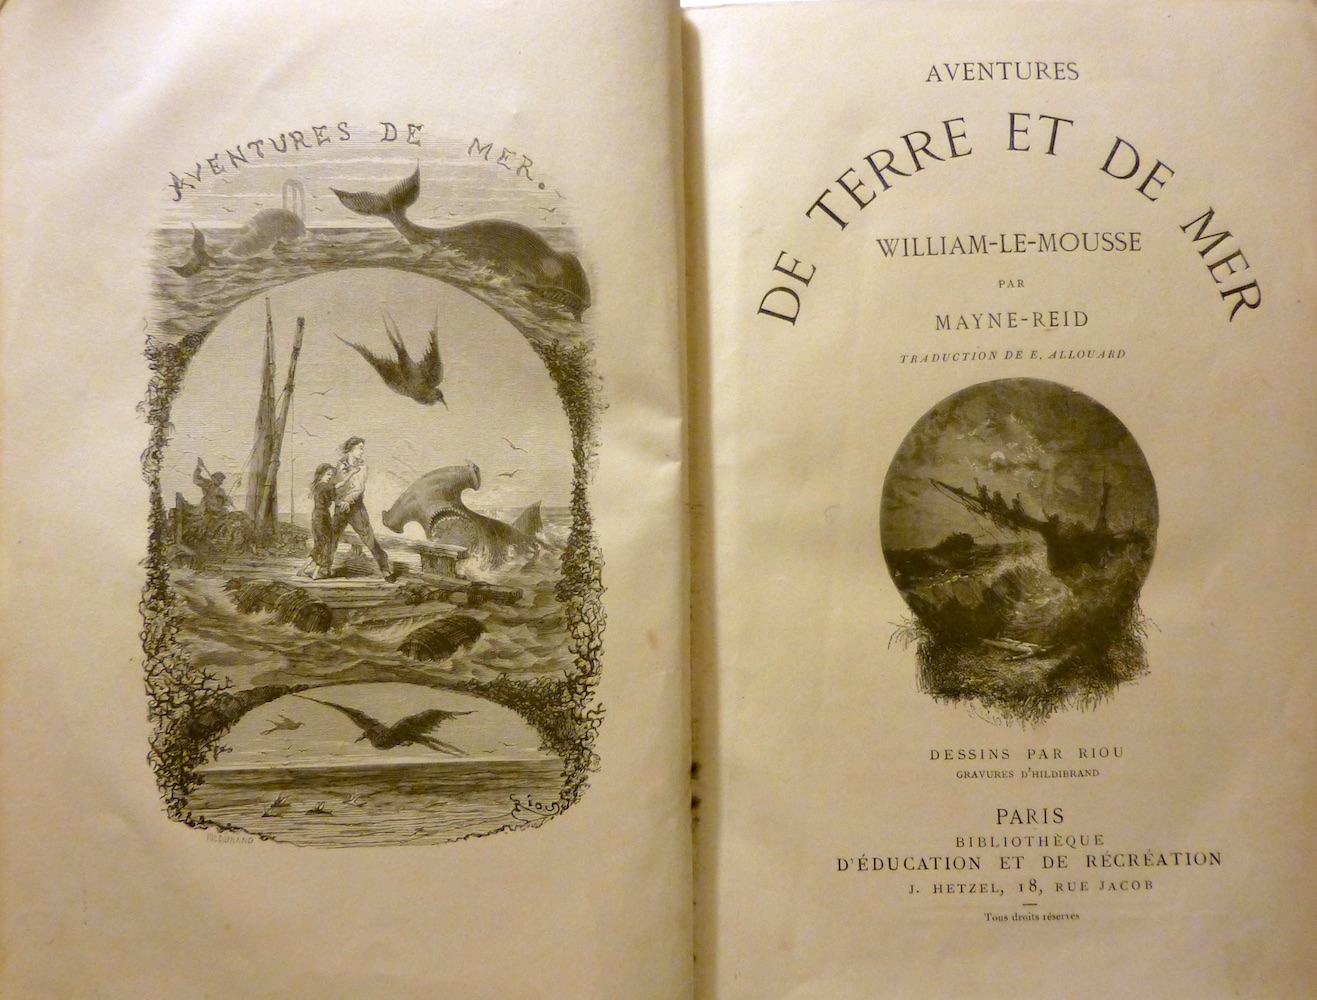 AVENTURES DE MER.
Riou
HILDIBRAND
AVENTURES
DE TERRE ET DE MER
WILLIAM-LE-MOUSSE
PAR
MAYNE-REID
TRADUCTION DE E. ALLOUARD
DESSINS PAR RIOU
GRAVURES D'HILDIBRAND
PARIS
BIBLIOTHÈQUE
D'ÉDUCATION ET DE RÉCRÉATION
J. HETZEL, 18, RUE JACOB
Tous droits réservés